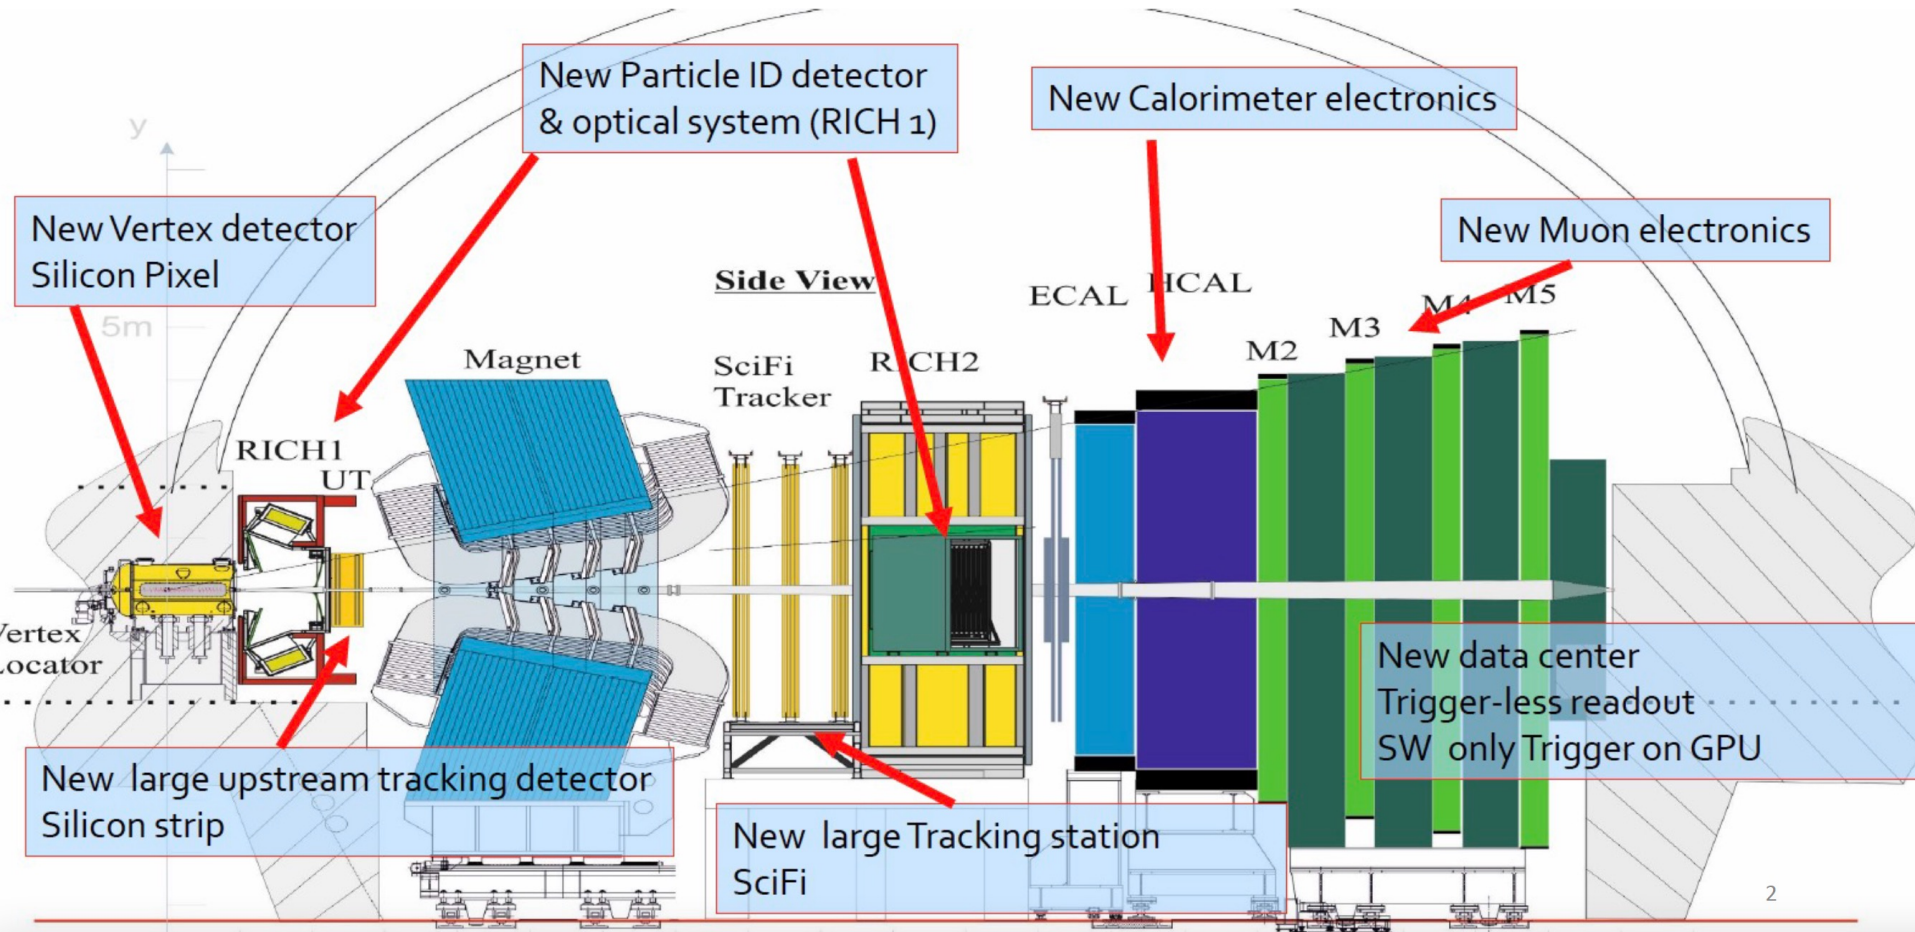 New Particle ID detector
& optical system (RICH 1)
New Calorimeter electronics
y
New Vertex detector
Silicon Pixel
New Muon electronics
Side View
ECAL
HCAL
M4
M5
5m
M3
M2
Magnet
SciFi
Tracker
RICH2
RICH1
UT
Vertex
Locator
New data center
Trigger-less readout
SW only Trigger on GPU
New large upstream tracking detector
Silicon strip
New large Tracking station
SciFi
2